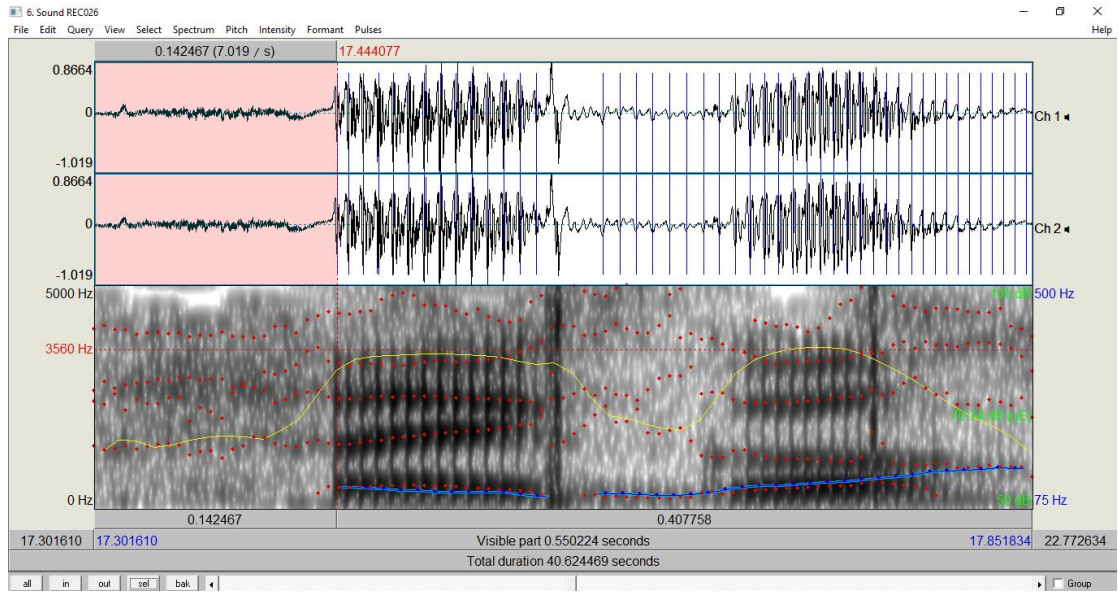 6. Sound REC026
File Edit Query View Select Spectrum Pitch Intensity Formant Pulses Help
0.142467 (7.019 / s) 17.444077
0.8664
0
-1.019
Ch 1
0.8664
0
-1.019
Ch 2
5000 Hz 500 Hz
3560 Hz
0 Hz 50 dB 75 Hz
0.142467 0.407758
17.301610 17.301610 Visible part 0.550224 seconds 17.851834 22.772634
Total duration 40.624469 seconds
all in out sel bak Group